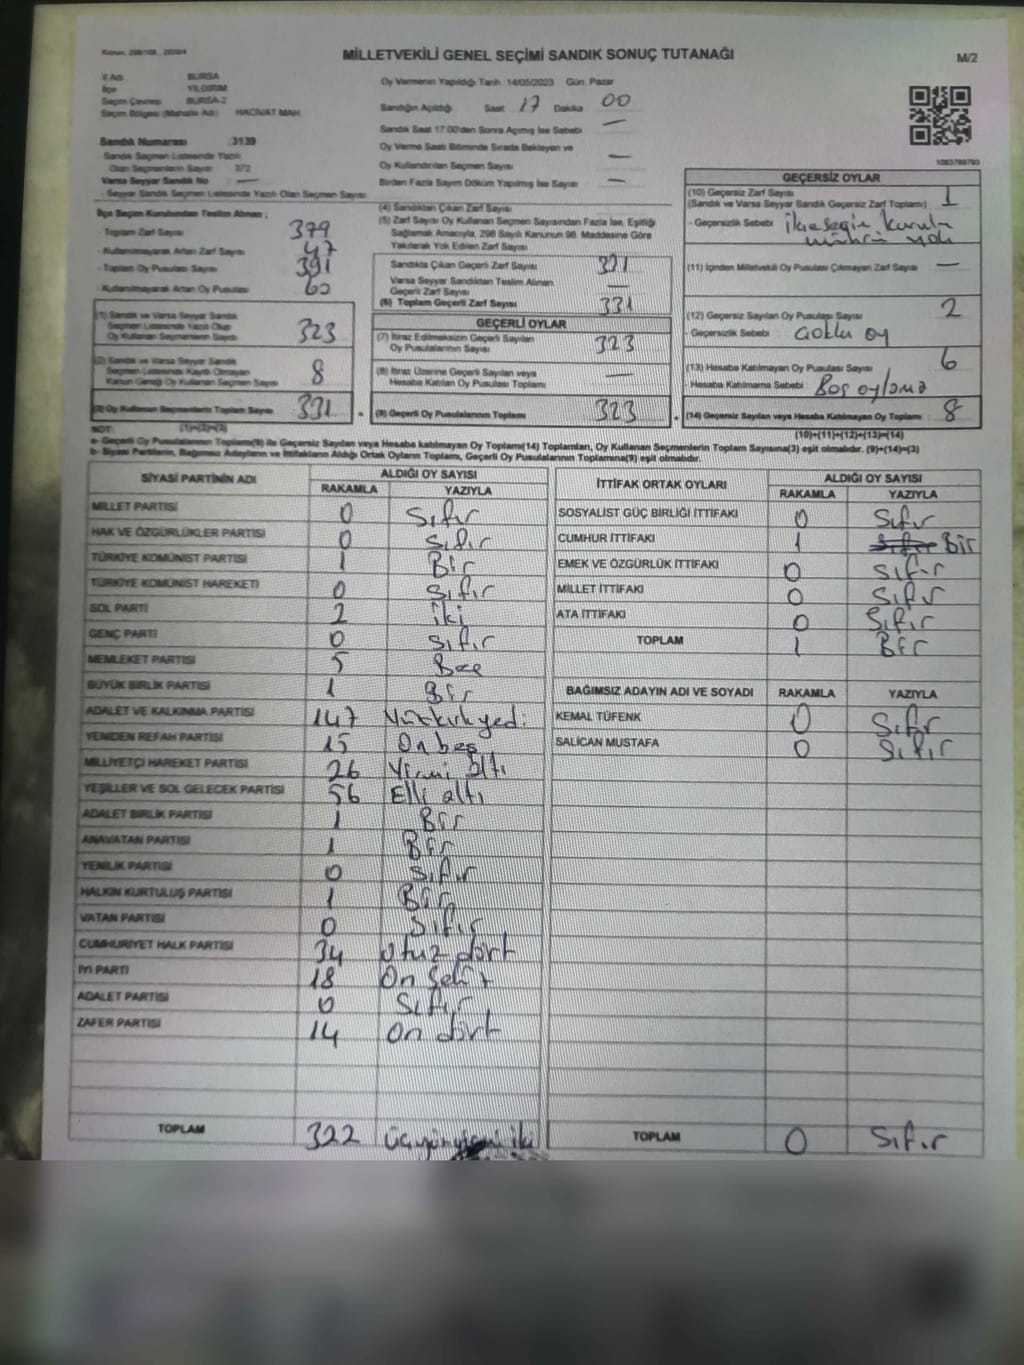 Kanun: 298/105, 2839/4
MİLLETVEKİLİ GENEL SEÇİMİ SANDIK SONUÇ TUTANAĞI
M/2
İl Adı BURSA
İlçe YILDIRIM
Seçim Çevresi BURSA-2
Seçim Bölgesi (Mahalle Adı) HACİVAT MAH.
Sandık Numarası 3139
- Sandık Seçmen Listesinde Yazılı
Olan Seçmenlerin Sayısı 372
Varsa Seyyar Sandık No —
- Seyyar Sandık Seçmen Listesinde Yazılı Olan Seçmen Sayısı
Oy Vermenin Yapıldığı Tarih 14/05/2023 Gün Pazar
Sandığın Açıldığı Saat 17 Dakika 00
Sandık Saat 17:00'den Sonra Açımış İse Sebebi —
Oy Verme Saati Bitiminde Sırada Bekleyen ve
Oy Kullandırılan Seçmen Sayısı —
Birden Fazla Sayım Döküm Yapılmış İse Sayısı —
1083788793
İlçe Seçim Kurulundan Teslim Alınan ;
- Toplam Zarf Sayısı 379
- Kullanılmayarak Artan Zarf Sayısı 47
- Toplam Oy Pusulası Sayısı 391
- Kullanılmayarak Artan Oy Pusulası 60
(1) Sandık ve Varsa Seyyar Sandık
Seçmen Listesinde Yazılı Olup
Oy Kullanan Seçmenlerin Sayısı 323
(2) Sandık ve Varsa Seyyar Sandık
Seçmen Listesinde Kayıtlı Olmayan
Kanun Gereği Oy Kullanan Seçmen Sayısı 8
(3) Oy Kullanan Seçmenlerin Toplam Sayısı 331
(4) Sandıktan Çıkan Zarf Sayısı
(5) Zarf Sayısı Oy Kullanan Seçmen Sayısından Fazla İse, Eşitliği
Sağlamak Amacıyla, 298 Sayılı Kanunun 98. Maddesine Göre
Yakılarak Yok Edilen Zarf Sayısı
Sandıkta Çıkan Geçerli Zarf Sayısı 331
Varsa Seyyar Sandıktan Teslim Alınan
Geçerli Zarf Sayısı —
(6) Toplam Geçerli Zarf Sayısı 331
GEÇERLİ OYLAR
(7) İtiraz Edilmeksizin Geçerli Sayılan
Oy Pusulalarının Sayısı 323
(8) İtiraz Üzerine Geçerli Sayılan veya
Hesaba Katılan Oy Pusulası Toplamı —
= (9) Geçerli Oy Pusulalarının Toplamı 323
GEÇERSİZ OYLAR
(10) Geçersiz Zarf Sayısı
(Sandık ve Varsa Seyyar Sandık Geçersiz Zarf Toplamı) 1
- Geçersizlik Sebebi : ilçe seçim kurulu
mührü yok
(11) İçinden Milletvekili Oy Pusulası Çıkmayan Zarf Sayısı —
(12) Geçersiz Sayılan Oy Pusulası Sayısı 2
- Geçersizlik Sebebi : Çoklu oy
(13) Hesaba Katılmayan Oy Pusulası Sayısı 6
- Hesaba Katılmama Sebebi : Boş oylama
+ (14) Geçersiz Sayılan veya Hesaba Katılmayan Oy Toplamı 8
NOT: (1)+(2)=(3)
(10)+(11)+(12)+(13)=(14)
a- Geçerli Oy Pusulasının Toplamı(9) ile Geçersiz Sayılan veya Hesaba katılmayan Oy Toplamı(14) Toplamları, Oy Kullanan Seçmenlerin Toplam Sayısına(3) eşit olmalıdır. (9)+(14)=(3)
b- Siyasi Partilerin, Bağımsız Adayların ve İttifakların Aldığı Ortak Oyların Toplamı, Geçerli Oy Pusulalarının Toplamına(9) eşit olmalıdır.
SİYASİ PARTİNİN ADI
ALDIĞI OY SAYISI
RAKAMLA YAZIYLA
MİLLET PARTİSİ 0 Sıfır
HAK VE ÖZGÜRLÜKLER PARTİSİ 0 Sıfır
TÜRKİYE KOMÜNİST PARTİSİ 1 Bir
TÜRKİYE KOMÜNİST HAREKETİ 0 sıfır
SOL PARTİ 2 iki
GENÇ PARTİ 0 sıfır
MEMLEKET PARTİSİ 5 Beş
BÜYÜK BİRLİK PARTİSİ 1 Bir
ADALET VE KALKINMA PARTİSİ 147 Yüzkırkyedi
YENİDEN REFAH PARTİSİ 15 On beş
MİLLİYETÇİ HAREKET PARTİSİ 26 Yirmi altı
YEŞİLLER VE SOL GELECEK PARTİSİ 56 Elli altı
ADALET BİRLİK PARTİSİ 1 Bir
ANAVATAN PARTİSİ 1 Bir
YENİLİK PARTİSİ 0 Sıfır
HALKIN KURTULUŞ PARTİSİ 1 Bir
VATAN PARTİSİ 0 Sıfır
CUMHURİYET HALK PARTİSİ 34 Otuz dört
İYİ PARTİ 18 On Sekiz
ADALET PARTİSİ 0 Sıfır
ZAFER PARTİSİ 14 On dört
TOPLAM 322 üçyüzyirmi iki
İTTİFAK ORTAK OYLARI
ALDIĞI OY SAYISI
RAKAMLA YAZIYLA
SOSYALİST GÜÇ BİRLİĞİ İTTİFAKI 0 Sıfır
CUMHUR İTTİFAKI 1 Bir
EMEK VE ÖZGÜRLÜK İTTİFAKI 0 sıfır
MİLLET İTTİFAKI 0 Sıfır
ATA İTTİFAKI 0 Sıfır
TOPLAM 1 Bir
BAĞIMSIZ ADAYIN ADI VE SOYADI RAKAMLA YAZIYLA
KEMAL TÜFENK 0 Sıfır
SALİCAN MUSTAFA 0 Sıfır
TOPLAM 0 Sıfır